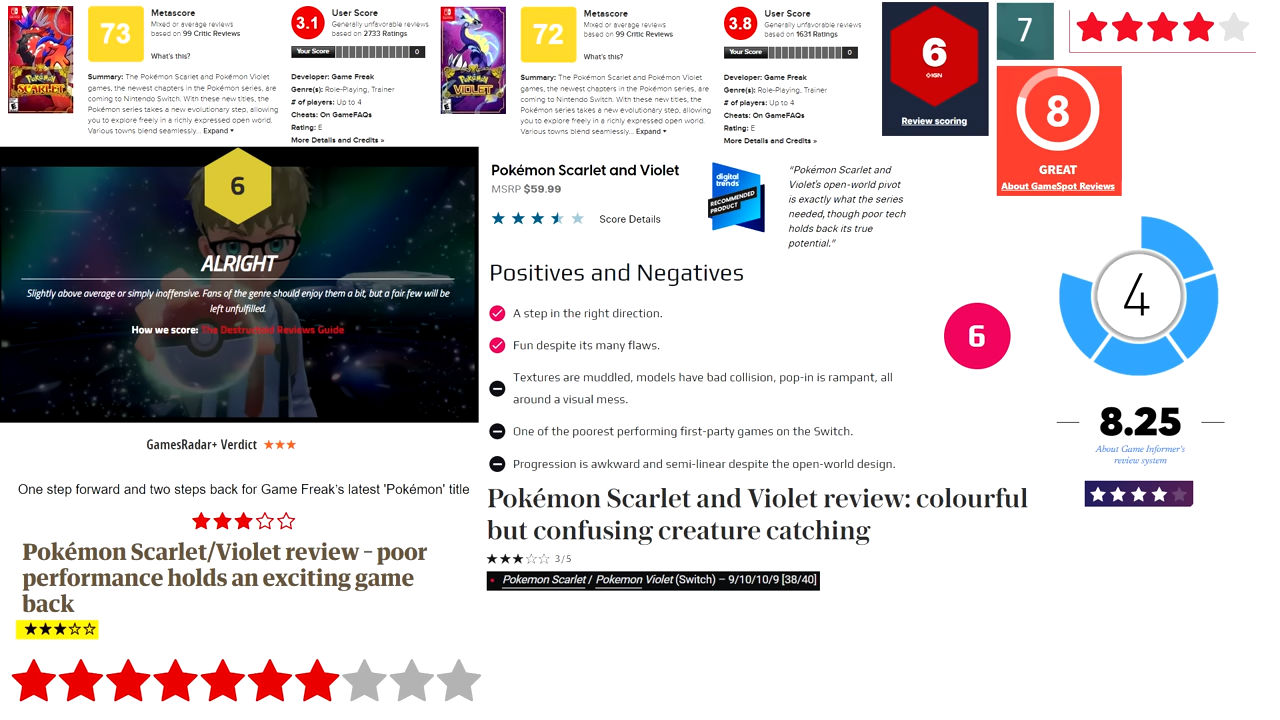 POKÉMON SCARLET
73
Metascore
Mixed or average reviews
based on 99 Critic Reviews
What's this?
Summary: The Pokémon Scarlet and Pokémon Violet
games, the newest chapters in the Pokémon series, are
coming to Nintendo Switch. With these new titles, the
Pokémon series takes a new evolutionary step, allowing
you to explore freely in a richly expressed open world.
Various towns blend seamlessly... Expand
3.1
User Score
Generally unfavorable reviews
based on 2733 Ratings
Your Score
0
Developer: Game Freak
Genre(s): Role-Playing, Trainer
# of players: Up to 4
Cheats: On GameFAQs
Rating: E
More Details and Credits »
POKÉMON VIOLET
72
Metascore
Mixed or average reviews
based on 99 Critic Reviews
What's this?
Summary: The Pokémon Scarlet and Pokémon Violet
games, the newest chapters in the Pokémon series, are
coming to Nintendo Switch. With these new titles, the
Pokémon series takes a new evolutionary step, allowing
you to explore freely in a richly expressed open world.
Various towns blend seamlessly... Expand
3.8
User Score
Generally unfavorable reviews
based on 1631 Ratings
Your Score
0
Developer: Game Freak
Genre(s): Role-Playing, Trainer
# of players: Up to 4
Cheats: On GameFAQs
Rating: E
More Details and Credits »
6
IGN
Review scoring
7
8
GREAT
About GameSpot Reviews
6
ALRIGHT
Slightly above average or simply inoffensive. Fans of the genre should enjoy them a bit, but a fair few will be
left unfulfilled.
How we score: The Destructoid Reviews Guide
Pokémon Scarlet and Violet
MSRP $59.99
Score Details
digital
trends
RECOMMENDED
PRODUCT
"Pokémon Scarlet and
Violet's open-world pivot
is exactly what the series
needed, though poor tech
holds back its true
potential."
Positives and Negatives
A step in the right direction.
Fun despite its many flaws.
Textures are muddled, models have bad collision, pop-in is rampant, all
around a visual mess.
One of the poorest performing first-party games on the Switch.
Progression is awkward and semi-linear despite the open-world design.
6
4
8.25
About Game Informer's
review system
GamesRadar+ Verdict
One step forward and two steps back for Game Freak's latest 'Pokémon' title
Pokémon Scarlet/Violet review – poor
performance holds an exciting game
back
Pokémon Scarlet and Violet review: colourful
but confusing creature catching
3/5
Pokemon Scarlet / Pokemon Violet (Switch) – 9/10/10/9 [38/40]